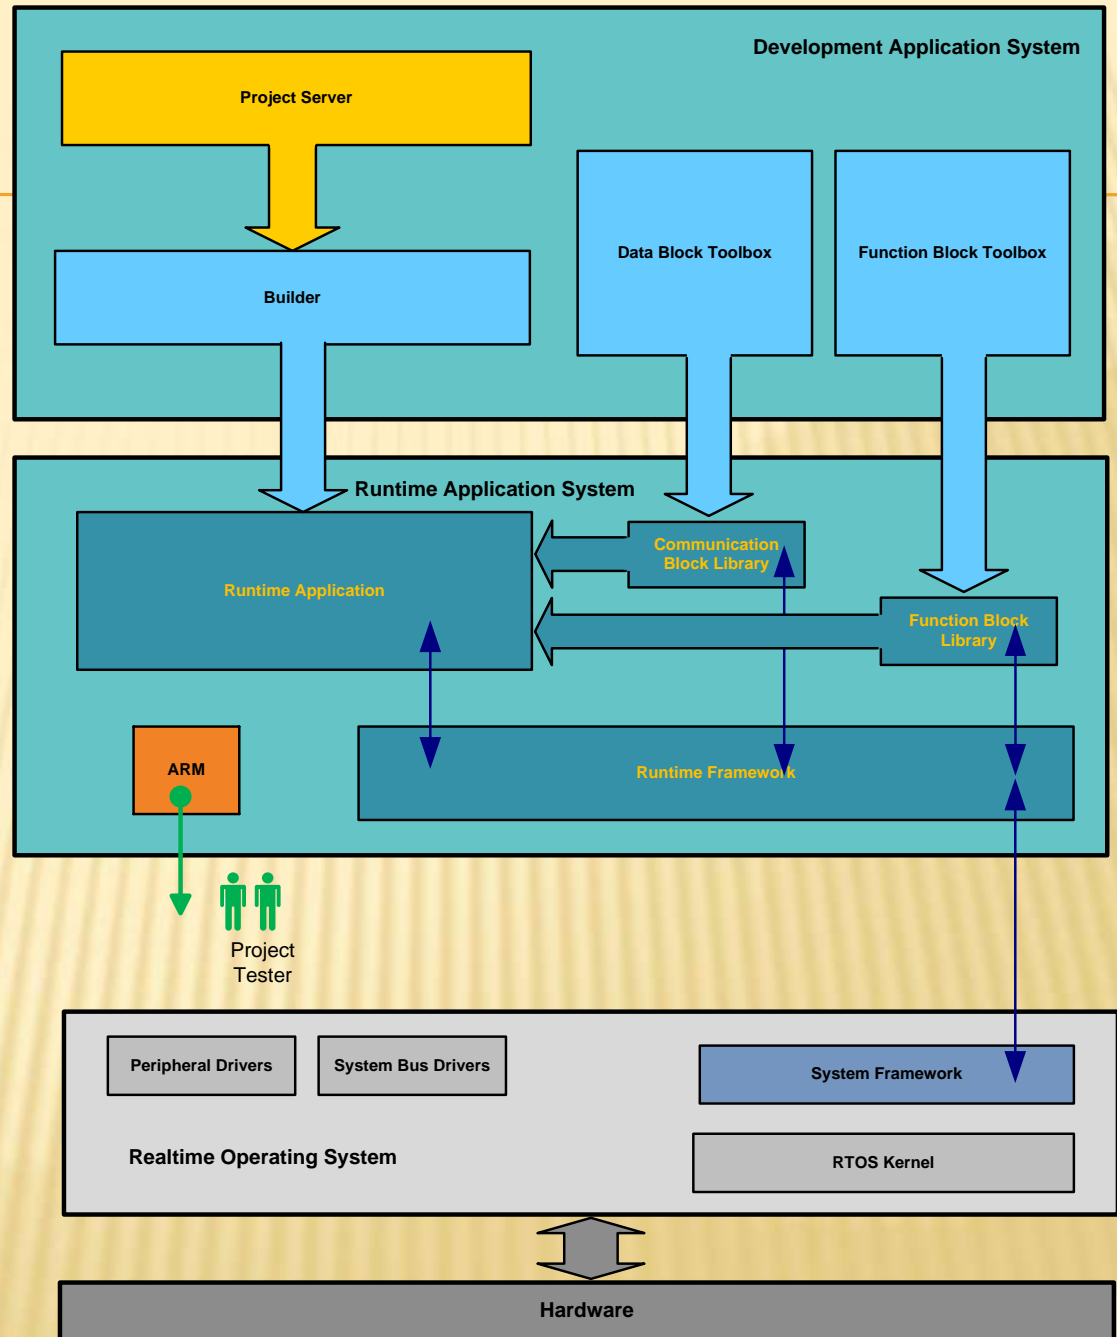 Development Application System
Project Server
Data Block Toolbox
Function Block Toolbox
Builder
Runtime Application System
Communication
Block Library
Runtime Application
Function Block
Library
ARM
Runtime Framework
Project
Tester
Peripheral Drivers
System Bus Drivers
System Framework
Realtime Operating System
RTOS Kernel
Hardware